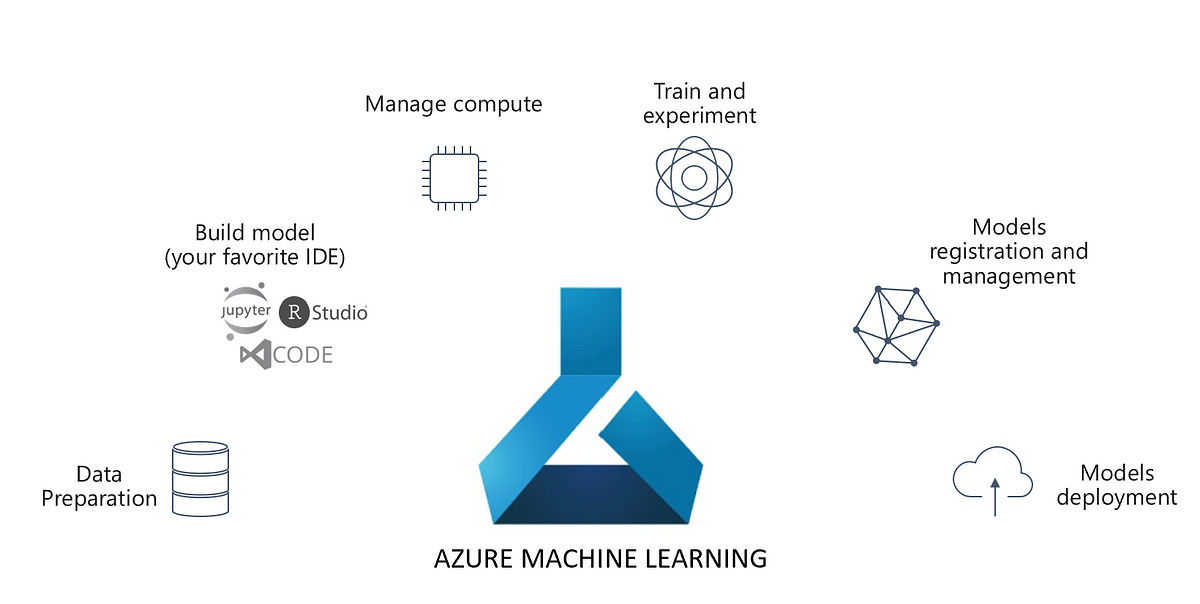 Manage compute
Train and
experiment
Build model
(your favorite IDE)
jupyter
R Studio
CODE
Models
registration and
management
Data
Preparation
Models
deployment
AZURE MACHINE LEARNING